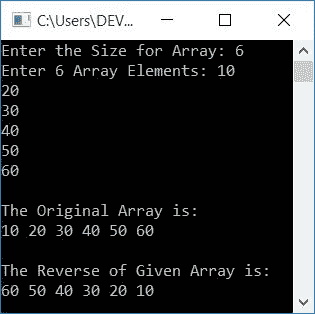 C:\Users\DEV...
Enter the Size for Array: 6
Enter 6 Array Elements: 10
20
30
40
50
60
The Original Array is:
10 20 30 40 50 60
The Reverse of Given Array is:
60 50 40 30 20 10